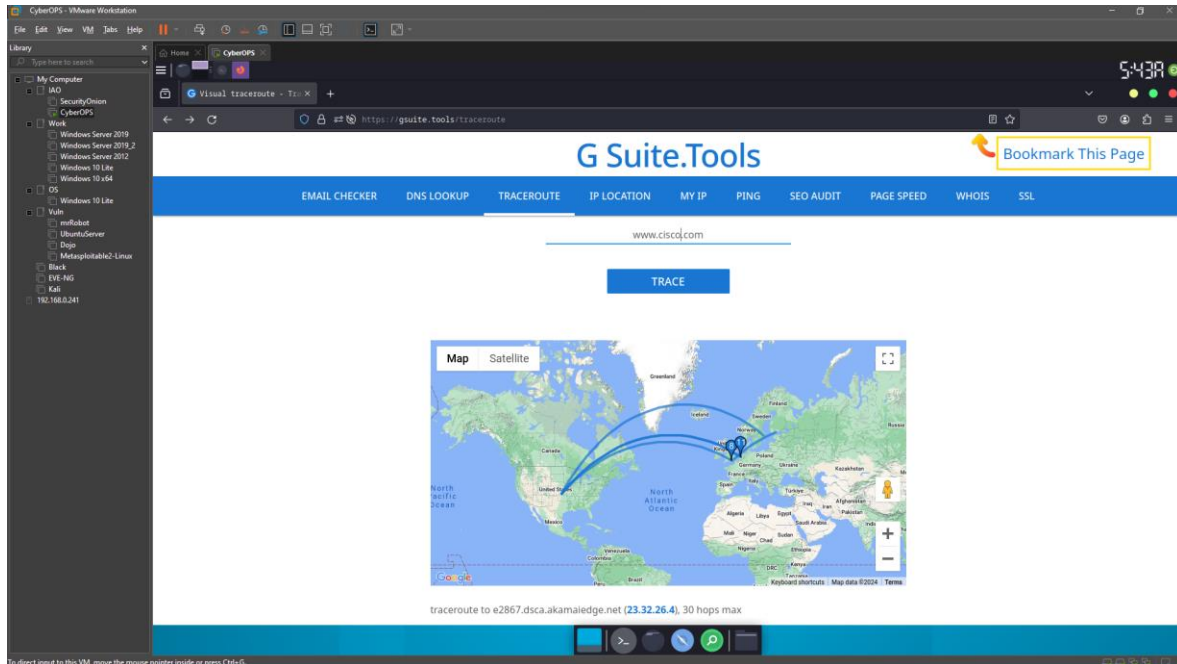 CyberOPS - VMware Workstation
File Edit View VM Tabs Help
Library
Type here to search
My Computer
IAO
SecurityOnion
CyberOPS
Work
Windows Server 2019
Windows Server 2019_2
Windows Server 2012
Windows 10 Lite
Windows 10 x64
OS
Windows 10 Lite
Vuln
mrRobot
UbuntuServer
Dojo
Metasploitable2-Linux
Black
EVE-NG
Kali
192.168.0.241
Home CyberOPS
5:43A
G Visual traceroute - Tra
https://gsuite.tools/traceroute
G Suite.Tools
Bookmark This Page
EMAIL CHECKER DNS LOOKUP TRACEROUTE IP LOCATION MY IP PING SEO AUDIT PAGE SPEED WHOIS SSL
www.cisco.com
TRACE
Map Satellite
Greenland
Iceland
Finland
Sweden
Norway
Russia
Canada
Poland
Germany
Ukraine
Kazakhstan
France
Italy
Spain
Türkiye
United States
North
Atlantic
Ocean
Afghanistan
Iraq Iran
Pakistan
Algeria Libya Egypt
Saudi Arabia
Mexico
Mali Niger
Chad
Sudan
Nigeria
Ethiopia
Venezuela
Colombia
DRC
Kenya
Tanzania
Brazil
Peru
Google
Keyboard shortcuts Map data ©2024 Terms
traceroute to e2867.dsca.akamaiedge.net (23.32.26.4), 30 hops max
To direct input to this VM, move the mouse pointer inside or press Ctrl+G.